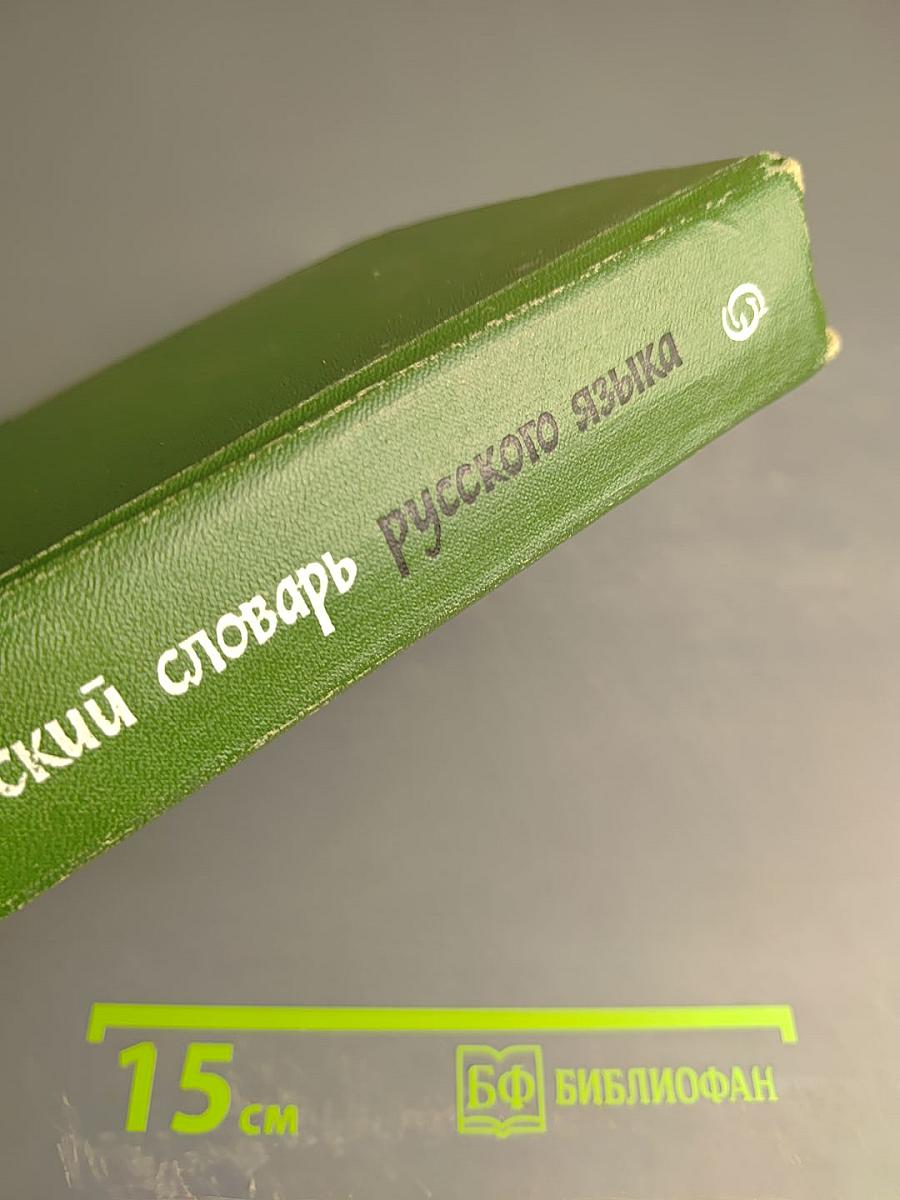 ский словарь русского языка
15 см
БФ БИБЛИОФАН